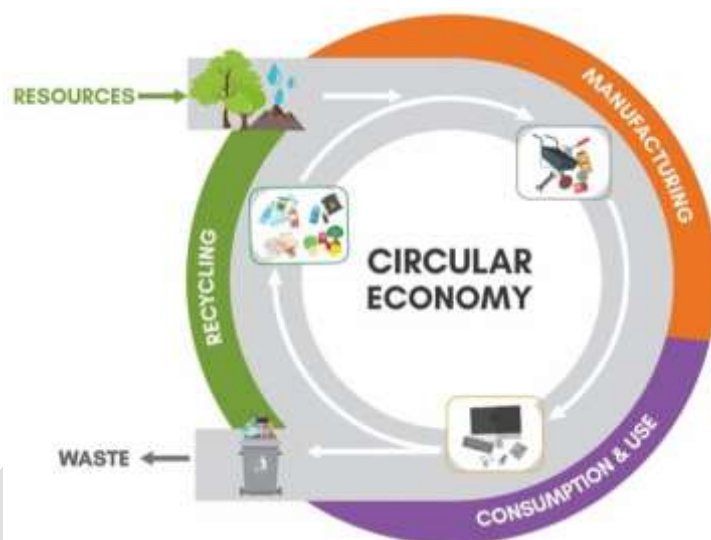 RESOURCES
MANUFACTURING
RECYCLING
CIRCULAR
ECONOMY
WASTE
CONSUMPTION & USE